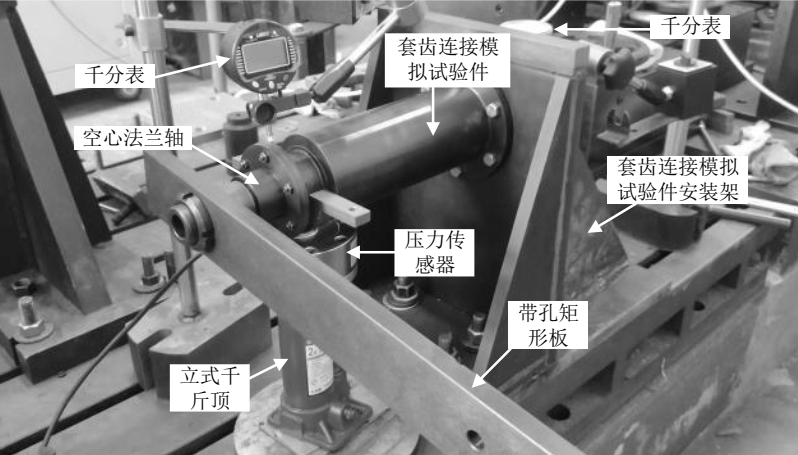 千分表
套齿连接模
拟试验件
千分表
空心法兰轴
套齿连接模拟
试验件安装架
压力传
感器
带孔矩
形板
立式千
斤顶